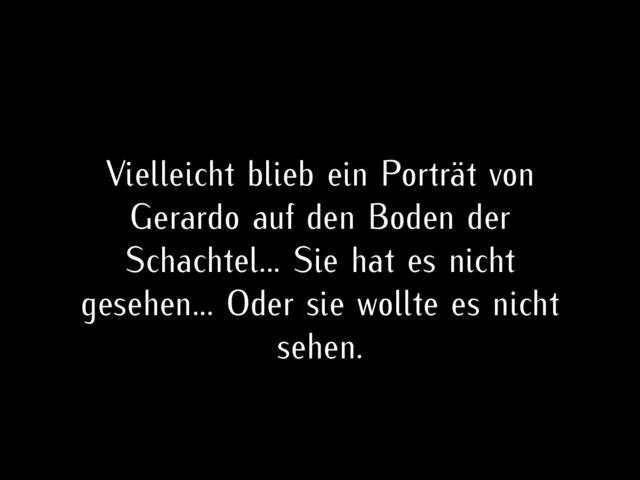 Vielleicht blieb ein Porträt von
Gerardo auf den Boden der
Schachtel... Sie hat es nicht
gesehen... Oder sie wollte es nicht
sehen.